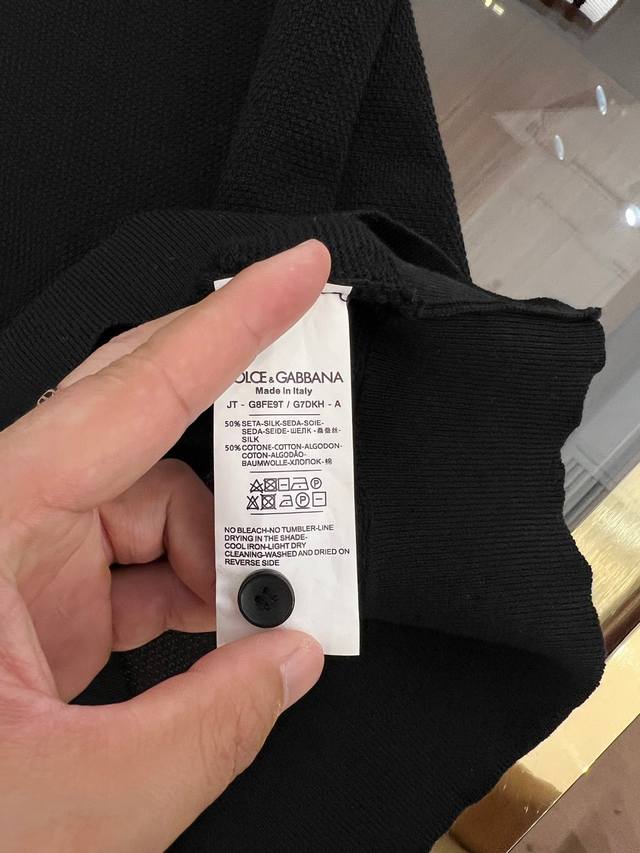 DOLCE & GABBANA
Made in Italy
JT - G8FE9T / G7DKH - A
50% SETA-SILK-SEDA-SOIE-
SEDA-SEIDE-ШЕЛК-桑蚕丝-
SILK
50% COTONE-COTTON-ALGODON-
COTON-ALGODÃO-
BAUMWOLLE-ХЛОПОК-棉
P
P
NO BLEACH-NO TUMBLER-LINE
DRYING IN THE SHADE-
COOL IRON-LIGHT DRY
CLEANING-WASHED AND DRIED ON
REVERSE SIDE